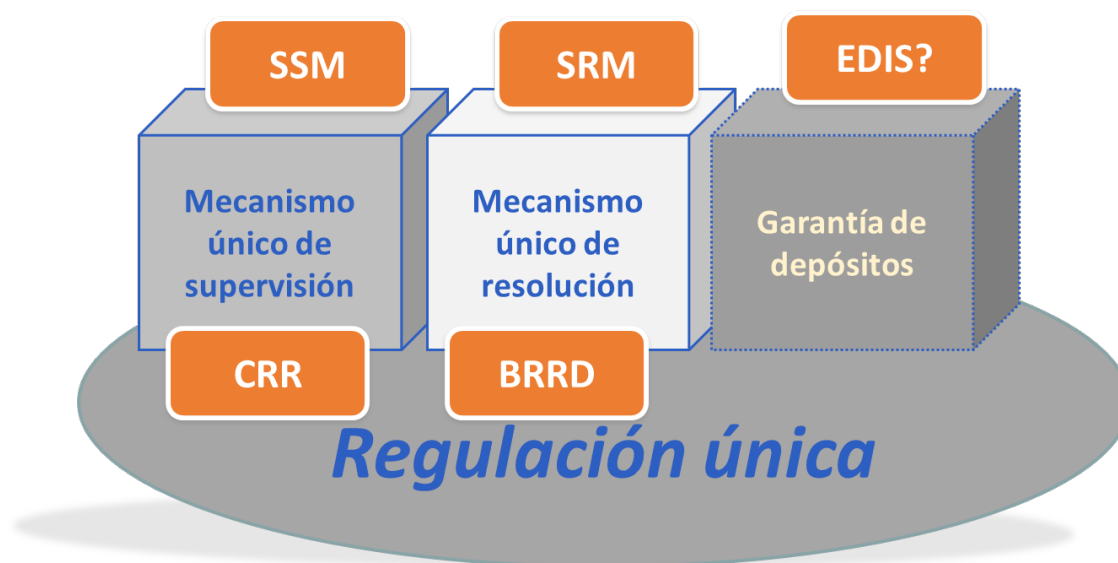 SSM
SRM
EDIS?
Mecanismo
único de
supervisión
Mecanismo
único de
resolución
Garantía de
depósitos
CRR
BRRD
Regulación única